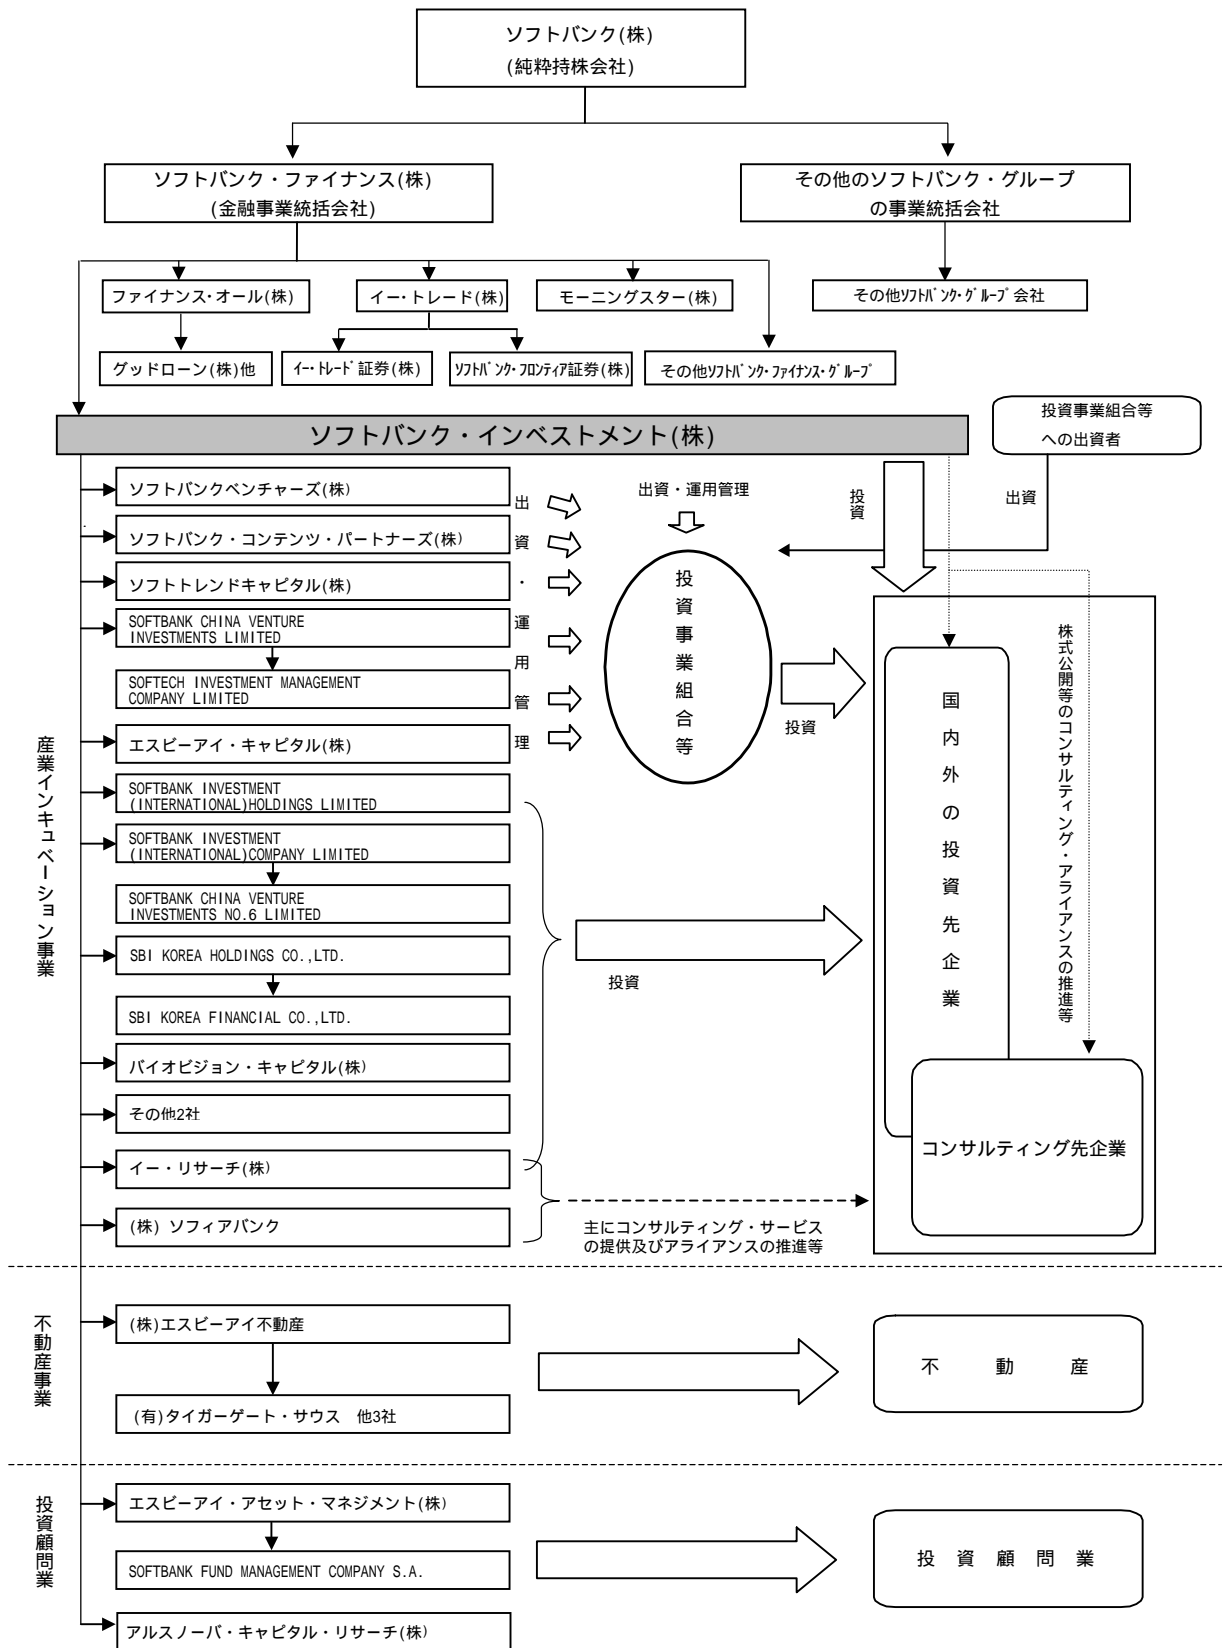 ソフトバンク(株)
(純粋持株会社)
ソフトバンク・ファイナンス(株)
(金融事業統括会社)
その他のソフトバンク・グループ
の事業統括会社
ファイナンス・オール(株)
イー・トレード(株)
モーニングスター(株)
その他ソフトバンク・グループ会社
グッドローン(株)他
イー・トレード証券(株)
ソフトバンク・フロンティア証券(株)
その他ソフトバンク・ファイナンス・グループ
ソフトバンク・インベストメント(株)
投資事業組合等
への出資者
産業インキュベーション事業
ソフトバンクベンチャーズ(株)
ソフトバンク・コンテンツ・パートナーズ(株)
ソフトトレンドキャピタル(株)
SOFTBANK CHINA VENTURE
INVESTMENTS LIMITED
SOFTECH INVESTMENT MANAGEMENT
COMPANY LIMITED
エスビーアイ・キャピタル(株)
SOFTBANK INVESTMENT
(INTERNATIONAL)HOLDINGS LIMITED
SOFTBANK INVESTMENT
(INTERNATIONAL)COMPANY LIMITED
SOFTBANK CHINA VENTURE
INVESTMENTS NO.6 LIMITED
SBI KOREA HOLDINGS CO.,LTD.
SBI KOREA FINANCIAL CO.,LTD.
バイオビジョン・キャピタル(株)
その他2社
イー・リサーチ(株)
(株) ソフィアバンク
出資・運用管理
出資・運用管理
投資事業組合等
投資
出資
投資
投資
国内外の投資先企業
株式公開等のコンサルティング・アライアンスの推進等
コンサルティング先企業
主にコンサルティング・サービス
の提供及びアライアンスの推進等
不動産事業
(株)エスビーアイ不動産
(有)タイガーゲート・サウス 他3社
不 動 産
投資顧問業
エスビーアイ・アセット・マネジメント(株)
SOFTBANK FUND MANAGEMENT COMPANY S.A.
アルスノーバ・キャピタル・リサーチ(株)
投 資 顧 問 業